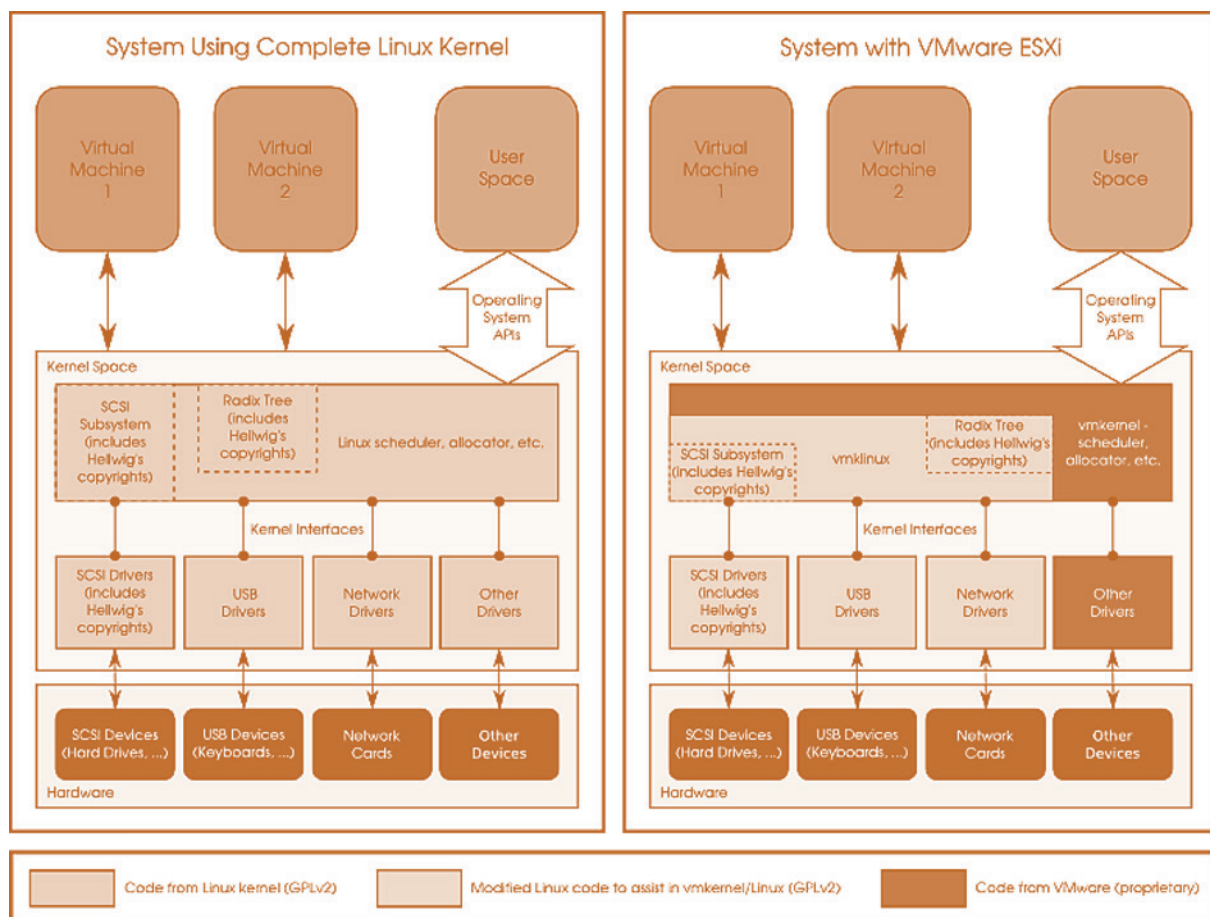 System Using Complete Linux Kernel
Virtual
Machine
1
Virtual
Machine
2
User
Space
Operating
System
APIs
Kernel Space
SCSI
Subsystem
(includes
Hellwig's
copyrights)
Radix Tree
(includes
Hellwig's
copyrights)
Linux scheduler, allocator, etc.
Kernel Interfaces
SCSI Drivers
(includes
Hellwig's
copyrights)
USB
Drivers
Network
Drivers
Other
Drivers
SCSI Devices
(Hard Drives, ...)
USB Devices
(Keyboards, ...)
Network
Cards
Other
Devices
Hardware
System with VMware ESXi
Virtual
Machine
1
Virtual
Machine
2
User
Space
Operating
System
APIs
Kernel Space
SCSI Subsystem
(includes Hellwig's
copyrights)
vmklinux
Radix Tree
(includes Hellwig's
copyrights)
vmkernel -
scheduler,
allocator, etc.
Kernel Interfaces
SCSI Drivers
(includes
Hellwig's
copyrights)
USB
Drivers
Network Drivers
Other
Drivers
SCSI Devices
(Hard Drives, ...)
USB Devices
(Keyboards, ...)
Network
Cards
Other
Devices
Hardware
Code from Linux kernel (GPLv2)
Modified Linux code to assist in vmkernel/Linux (GPLv2)
Code from VMware (proprietary)